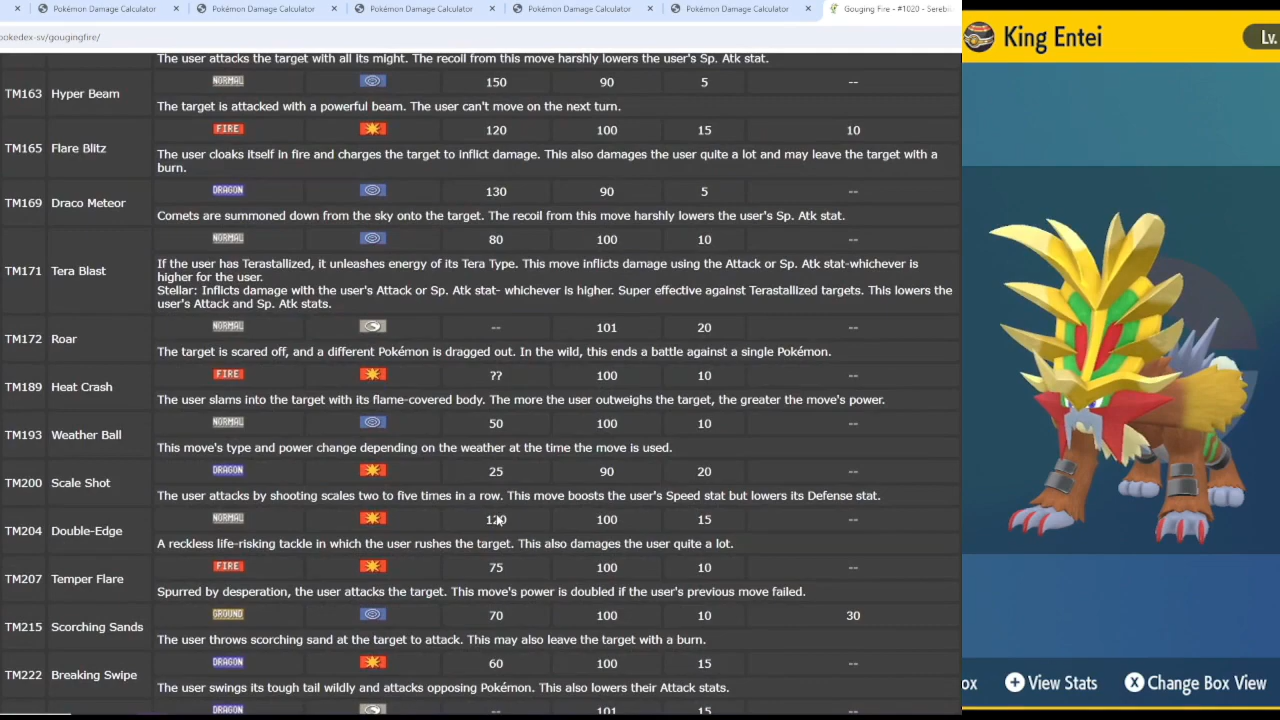 Pokémon Damage Calculator × Pokémon Damage Calculator × Pokémon Damage Calculator × Pokémon Damage Calculator × Pokémon Damage Calculator × Gouging Fire - #1020 - Serebii
pokedex-sv/gougingfire/
The user attacks the target with all its might. The recoil from this move harshly lowers the user's Sp. Atk stat.
TM163 Hyper Beam NORMAL 150 90 5 --
The target is attacked with a powerful beam. The user can't move on the next turn.
TM165 Flare Blitz FIRE 120 100 15 10
The user cloaks itself in fire and charges the target to inflict damage. This also damages the user quite a lot and may leave the target with a
burn.
TM169 Draco Meteor DRAGON 130 90 5 --
Comets are summoned down from the sky onto the target. The recoil from this move harshly lowers the user's Sp. Atk stat.
TM171 Tera Blast NORMAL 80 100 10 --
If the user has Terastallized, it unleashes energy of its Tera Type. This move inflicts damage using the Attack or Sp. Atk stat-whichever is
higher for the user.
Stellar: Inflicts damage with the user's Attack or Sp. Atk stat- whichever is higher. Super effective against Terastallized targets. This lowers the
user's Attack and Sp. Atk stats.
TM172 Roar NORMAL -- 101 20 --
The target is scared off, and a different Pokémon is dragged out. In the wild, this ends a battle against a single Pokémon.
TM189 Heat Crash FIRE ?? 100 10 --
The user slams into the target with its flame-covered body. The more the user outweighs the target, the greater the move's power.
TM193 Weather Ball NORMAL 50 100 10 --
This move's type and power change depending on the weather at the time the move is used.
TM200 Scale Shot DRAGON 25 90 20 --
The user attacks by shooting scales two to five times in a row. This move boosts the user's Speed stat but lowers its Defense stat.
TM204 Double-Edge NORMAL 120 100 15 --
A reckless life-risking tackle in which the user rushes the target. This also damages the user quite a lot.
TM207 Temper Flare FIRE 75 100 10 --
Spurred by desperation, the user attacks the target. This move's power is doubled if the user's previous move failed.
TM215 Scorching Sands GROUND 70 100 10 30
The user throws scorching sand at the target to attack. This may also leave the target with a burn.
TM222 Breaking Swipe DRAGON 60 100 15 --
The user swings its tough tail wildly and attacks opposing Pokémon. This also lowers their Attack stats.
DRAGON -- 101 15 --
King Entei Lv.
ox + View Stats X Change Box View